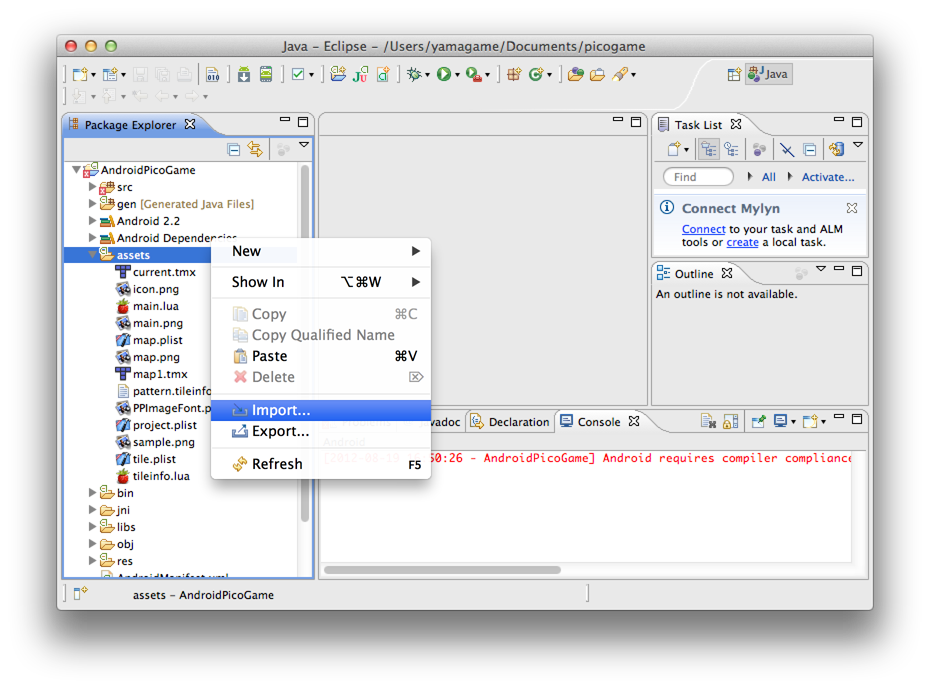 Java – Eclipse – /Users/yamagame/Documents/picogame
Java
Package Explorer
AndroidPicoGame
src
gen [Generated Java Files]
Android 2.2
Android Dependencies
assets
current.tmx
icon.png
main.lua
main.png
map.plist
map.png
map1.tmx
pattern.tileinfo
PPImageFont.p
project.plist
sample.png
tile.plist
tileinfo.lua
bin
jni
libs
obj
res
AndroidManifest.xml
New
Show In ⌥⌘W
Copy ⌘C
Copy Qualified Name
Paste ⌘V
Delete ⌦
Import...
Export...
Refresh F5
Task List
Find
All
Activate...
Connect Mylyn
Connect to your task and ALM
tools or create a local task.
Outline
An outline is not available.
vadoc
Declaration
Console
Android
50:26 - AndroidPicoGame] Android requires compiler compliance
assets – AndroidPicoGame